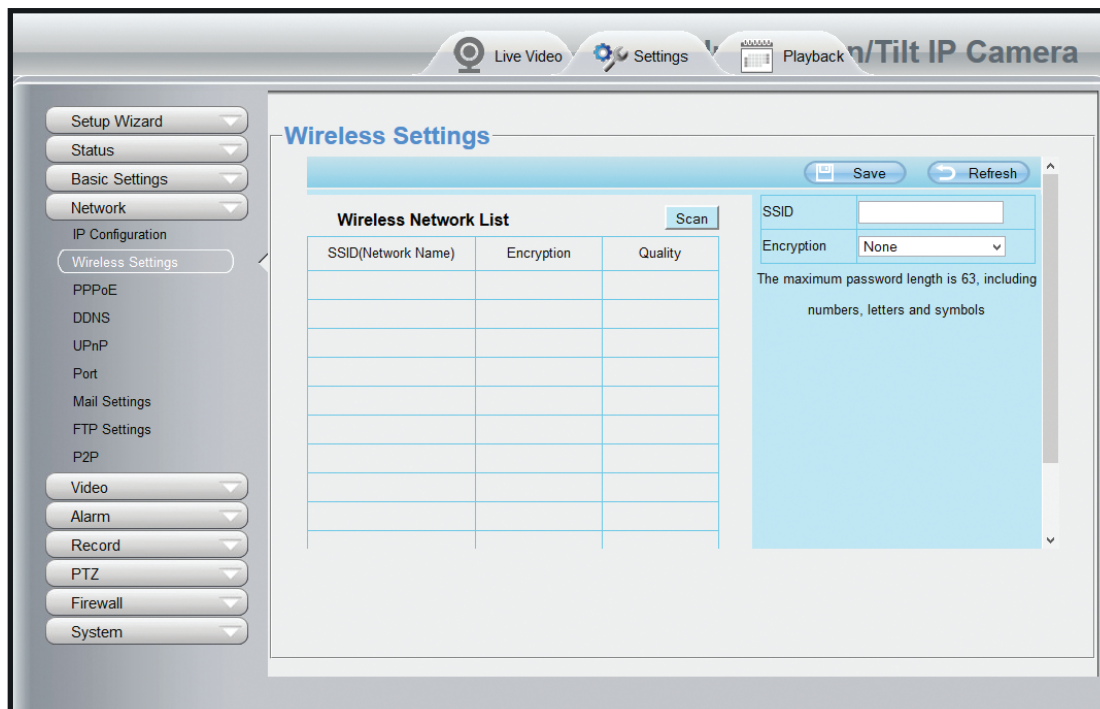 Live Video
Settings
Playback
n/Tilt IP Camera
Setup Wizard
Status
Basic Settings
Network
IP Configuration
Wireless Settings
PPPoE
DDNS
UPnP
Port
Mail Settings
FTP Settings
P2P
Video
Alarm
Record
PTZ
Firewall
System
Wireless Settings
Save
Refresh
Wireless Network List
Scan
SSID(Network Name)
Encryption
Quality
SSID
Encryption
None
The maximum password length is 63, including
numbers, letters and symbols